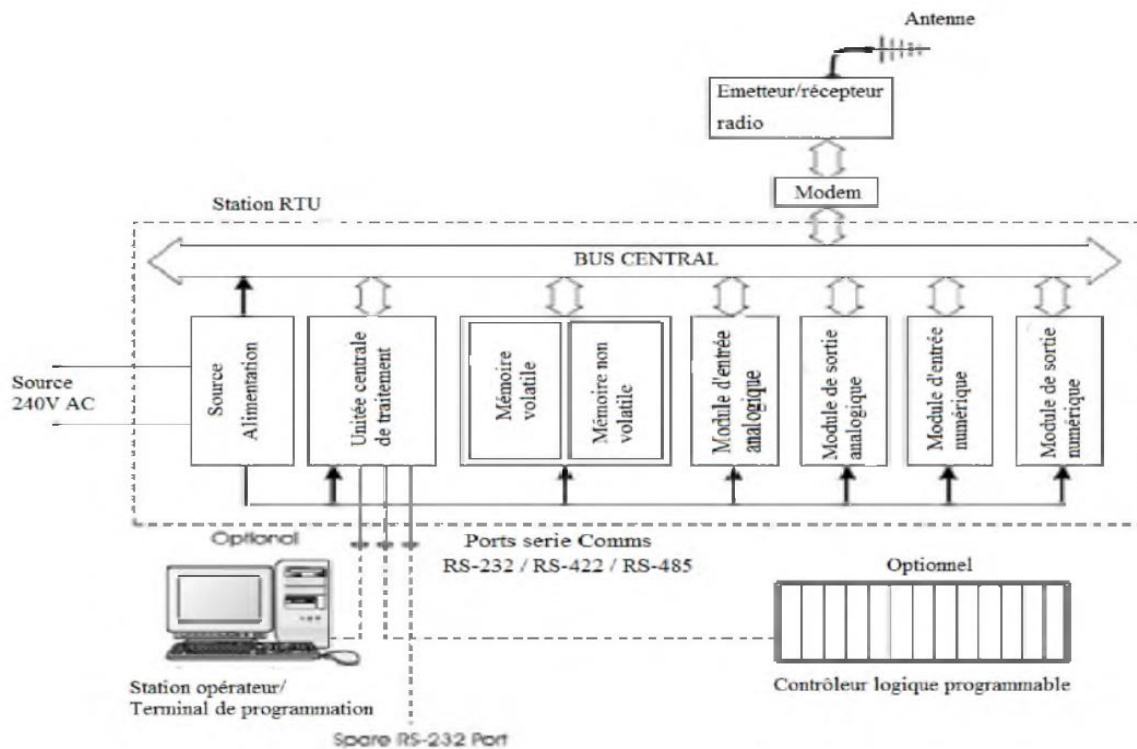 Antenne
Emetteur/récepteur
radio
Modem
Station RTU
BUS CENTRAL
Source
240V AC
Source
Alimentation
Unitée centrale
de traitement
Mémoire
volatile
Mémoire non
volatile
Module d'entrée
analogique
Module de sortie
analogique
Module d'entrée
numérique
Module de sortie
numérique
Optional
Ports serie Comms
RS-232 / RS-422 / RS-485
Optionnel
Station opérateur/
Terminal de programmation
Contrôleur logique programmable
Spare RS-232 Port